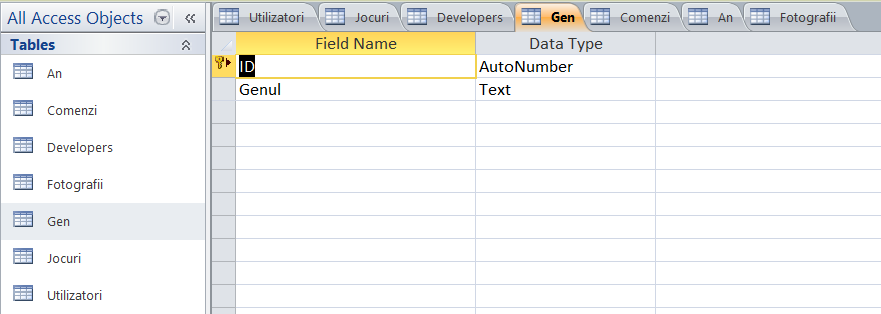 All Access Objects
Tables
An
Comenzi
Developers
Fotografii
Gen
Jocuri
Utilizatori
Utilizatori Jocuri Developers Gen Comenzi An Fotografii
Field Name Data Type
ID AutoNumber
Genul Text